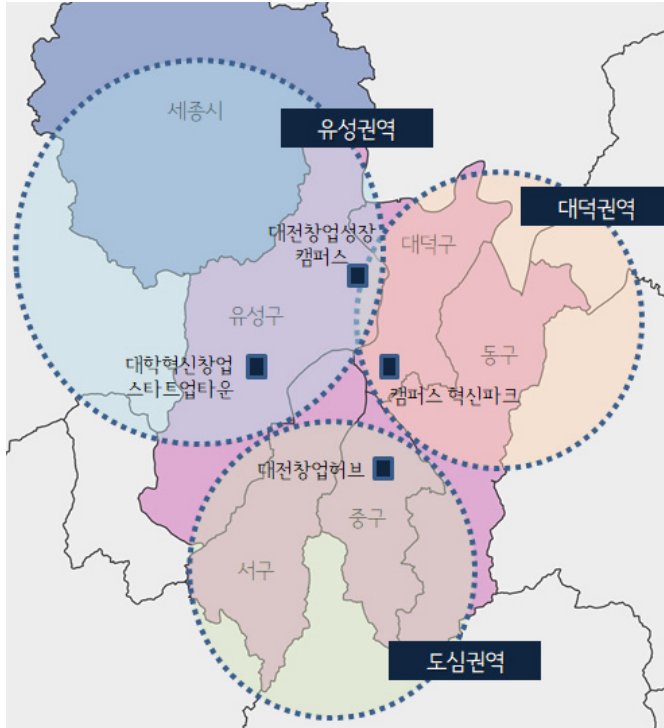 세종시
유성권역
대덕권역
대전창업성장
캠퍼스
대덕구
유성구
동구
대학혁신창업
스타트업타운
캠퍼스 혁신파크
대전창업허브
중구
서구
도심권역